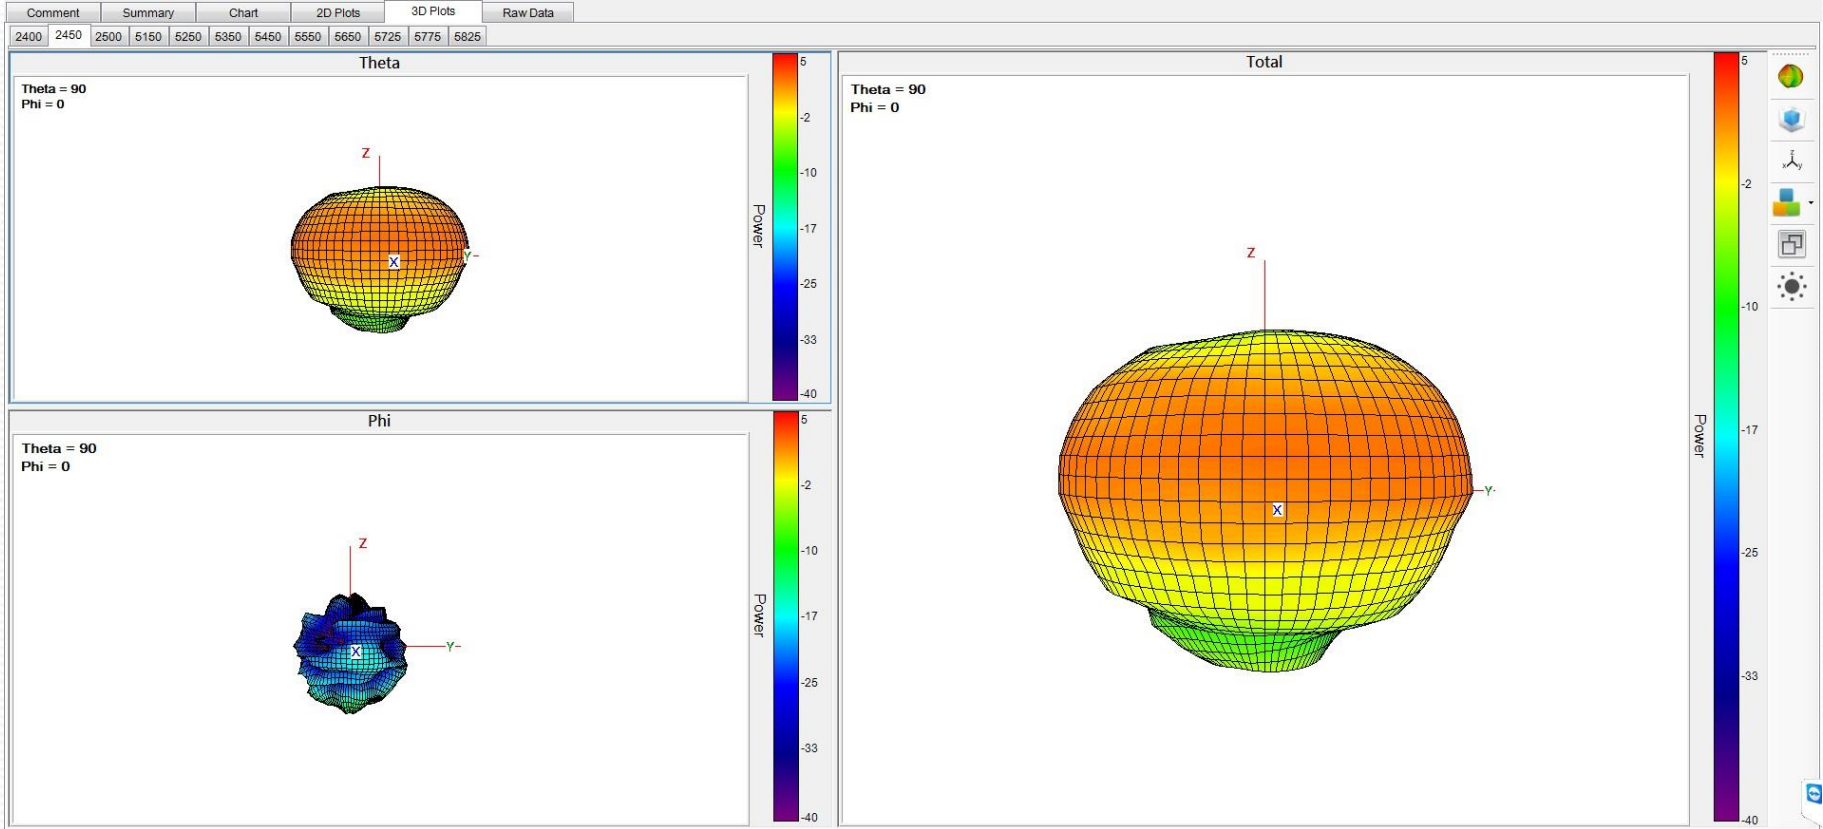 Comment Summary Chart 2D Plots 3D Plots Raw Data
2400 2450 2500 5150 5250 5350 5450 5550 5650 5725 5775 5825
Theta
Theta = 90
Phi = 0
Z
X
Y
5
-2
-10
-17
-25
-33
-40
Power
Phi
Theta = 90
Phi = 0
Z
X
Y
5
-2
-10
-17
-25
-33
-40
Power
Total
Theta = 90
Phi = 0
Z
X
Y
5
-2
-10
-17
-25
-33
-40
Power
z
x y